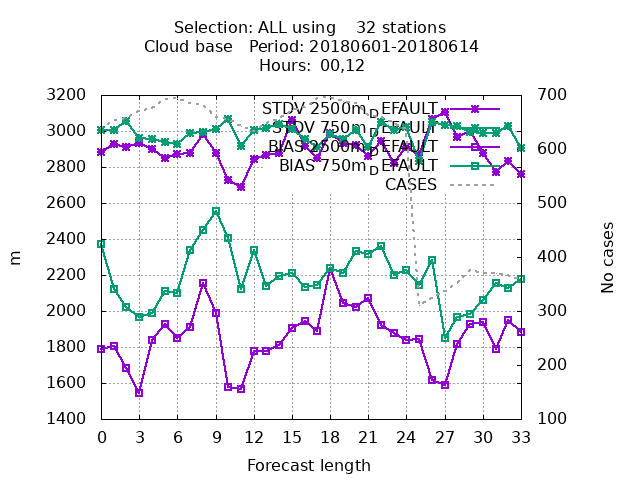 Selection: ALL using 32 stations
Cloud base Period: 20180601-20180614
Hours: 00,12
3200 700
STDV 2500m_DEFAULT
3000 STDV 750m_DEFAULT 600
BIAS 2500m_DEFAULT
2800 BIAS 750m_DEFAULT
CASES
2600 500
2400 400
m
2200
No cases
2000 300
1800 200
1600
1400 100
0 3 6 9 12 15 18 21 24 27 30 33
Forecast length